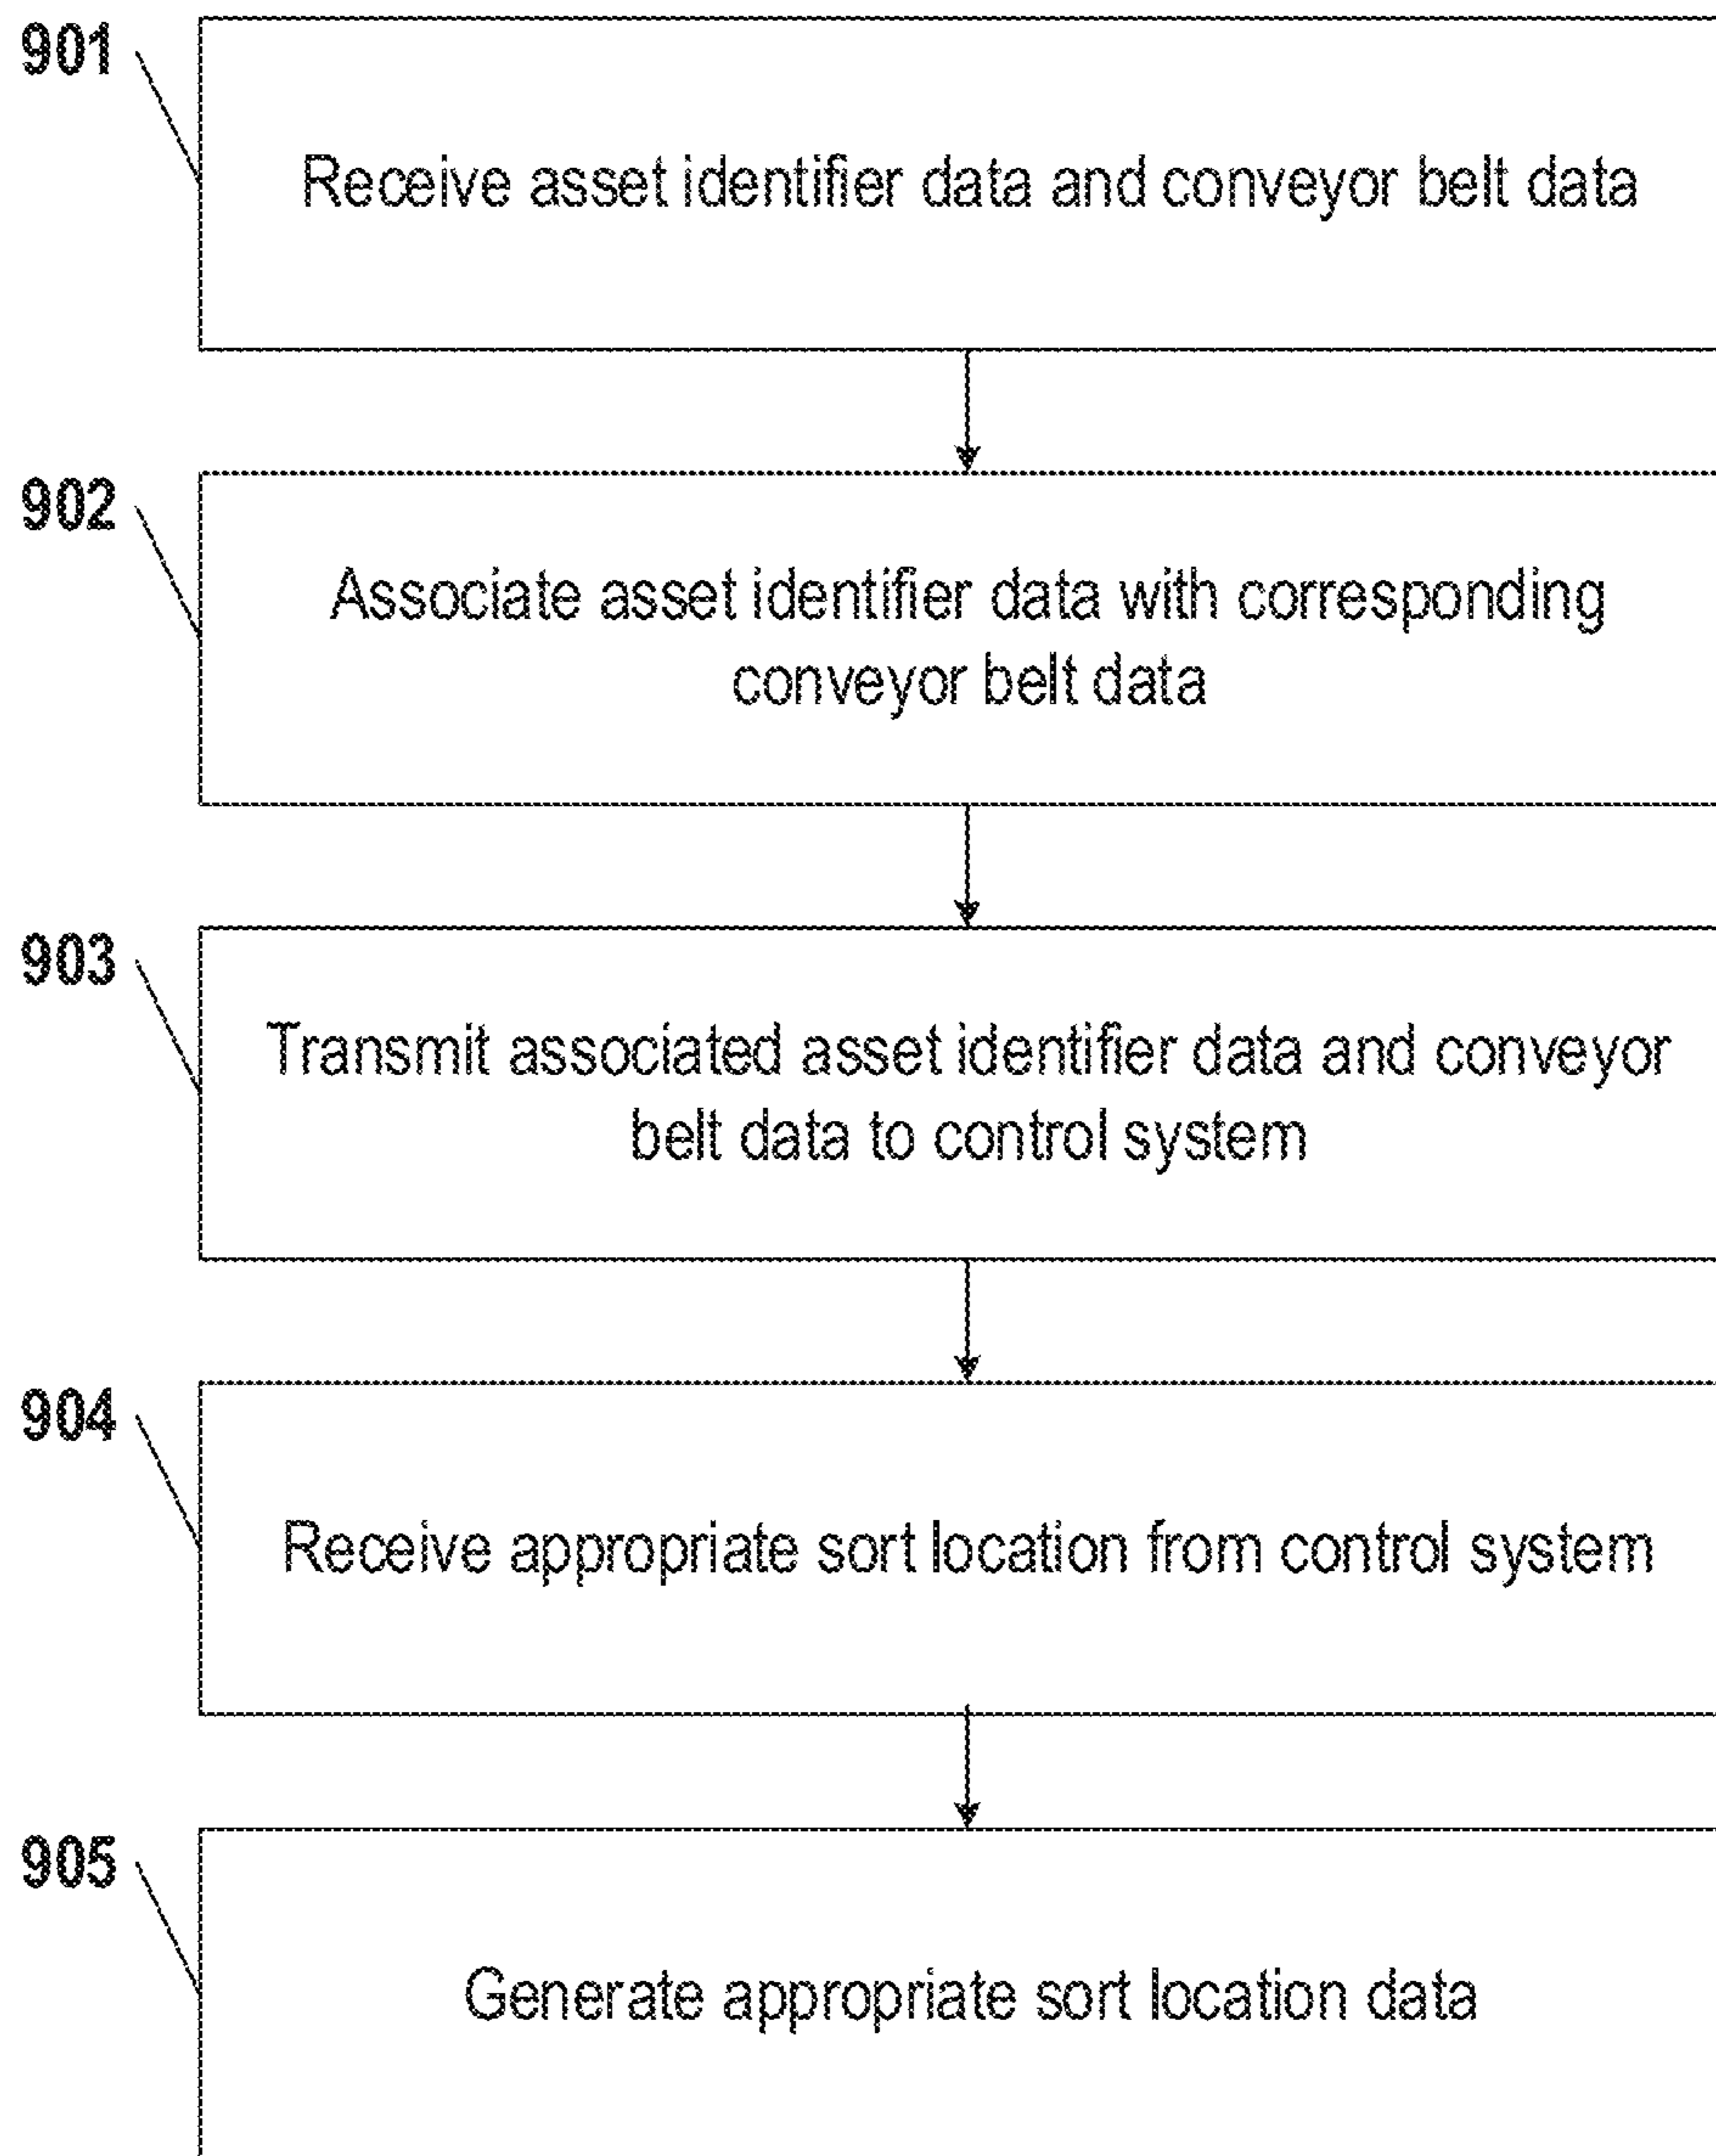 901
Receive asset identifier data and conveyor belt data
902
Associate asset identifier data with corresponding
conveyor belt data
903
Transmit associated asset identifier data and conveyor
belt data to control system
904
Receive appropriate sort location from control system
905
Generate appropriate sort location data